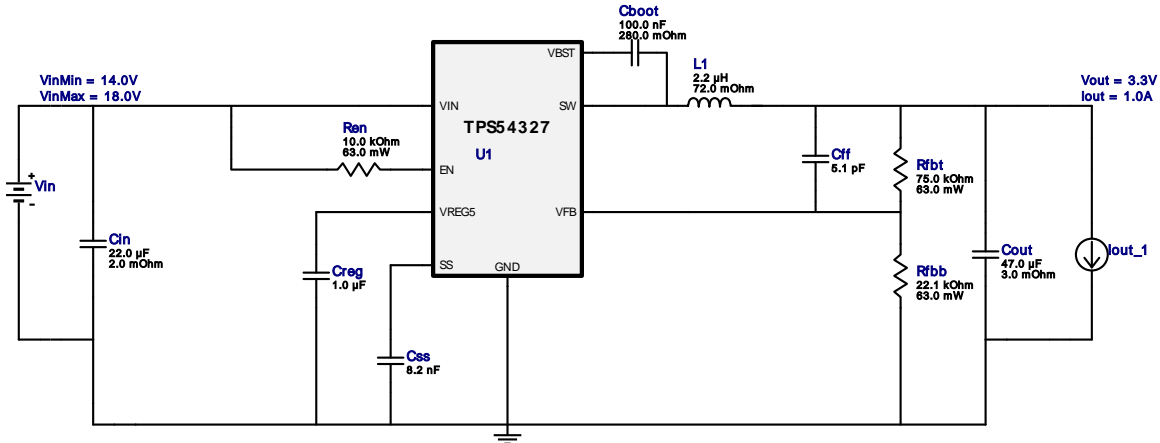 Cboot
100.0 nF
280.0 mOhm
VinMin = 14.0V
VinMax = 18.0V
VBST
L1
2.2 µH
72.0 mOhm
Vout = 3.3V
Iout = 1.0A
VIN
SW
TPS54327
U1
Ren
10.0 kOhm
63.0 mW
EN
Cff
5.1 pF
Rfbt
75.0 kOhm
63.0 mW
+
Vin
-
VREG5
VFB
Cin
22.0 µF
2.0 mOhm
Creg
1.0 µF
SS
GND
Rfbb
22.1 kOhm
63.0 mW
Cout
47.0 µF
3.0 mOhm
Iout_1
Css
8.2 nF